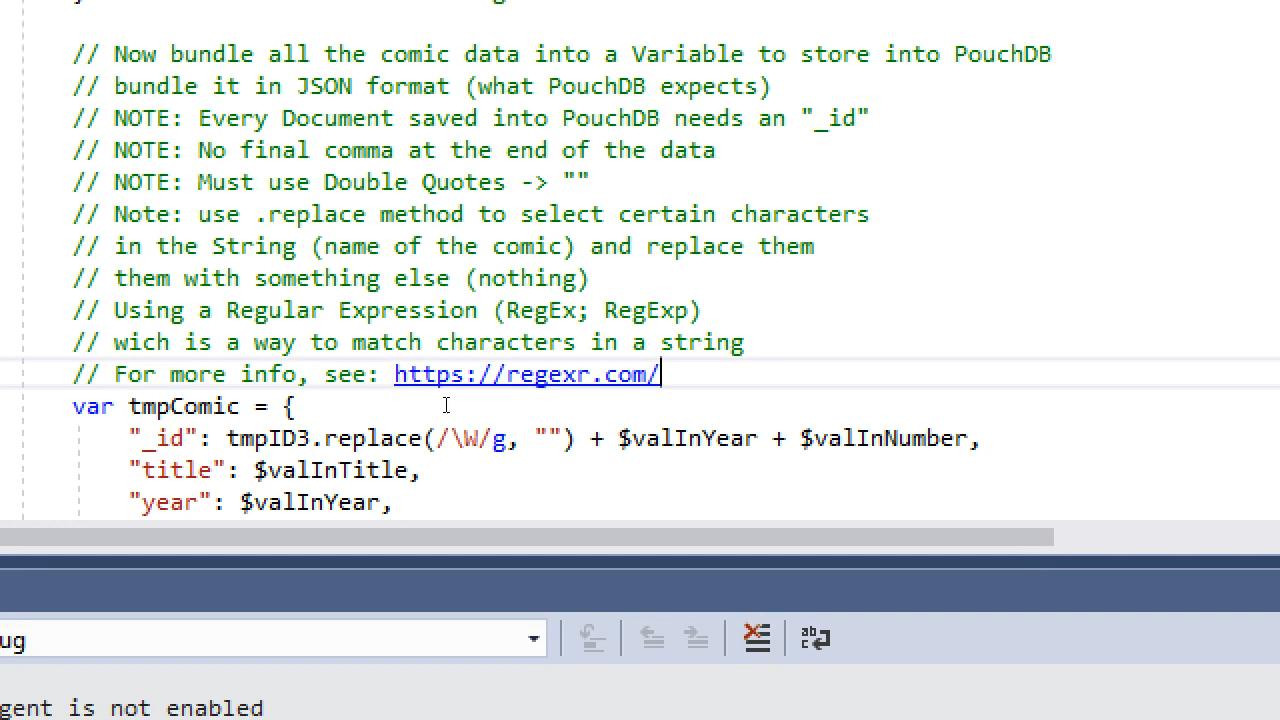 // Now bundle all the comic data into a Variable to store into PouchDB
// bundle it in JSON format (what PouchDB expects)
// NOTE: Every Document saved into PouchDB needs an "_id"
// NOTE: No final comma at the end of the data
// NOTE: Must use Double Quotes -> ""
// Note: use .replace method to select certain characters
// in the String (name of the comic) and replace them
// them with something else (nothing)
// Using a Regular Expression (RegEx; RegExp)
// wich is a way to match characters in a string
// For more info, see: https://regexr.com/
var tmpComic = {
"_id": tmpID3.replace(/\W/g, "") + $valInYear + $valInNumber,
"title": $valInTitle,
"year": $valInYear,
ug
gent is not enabled